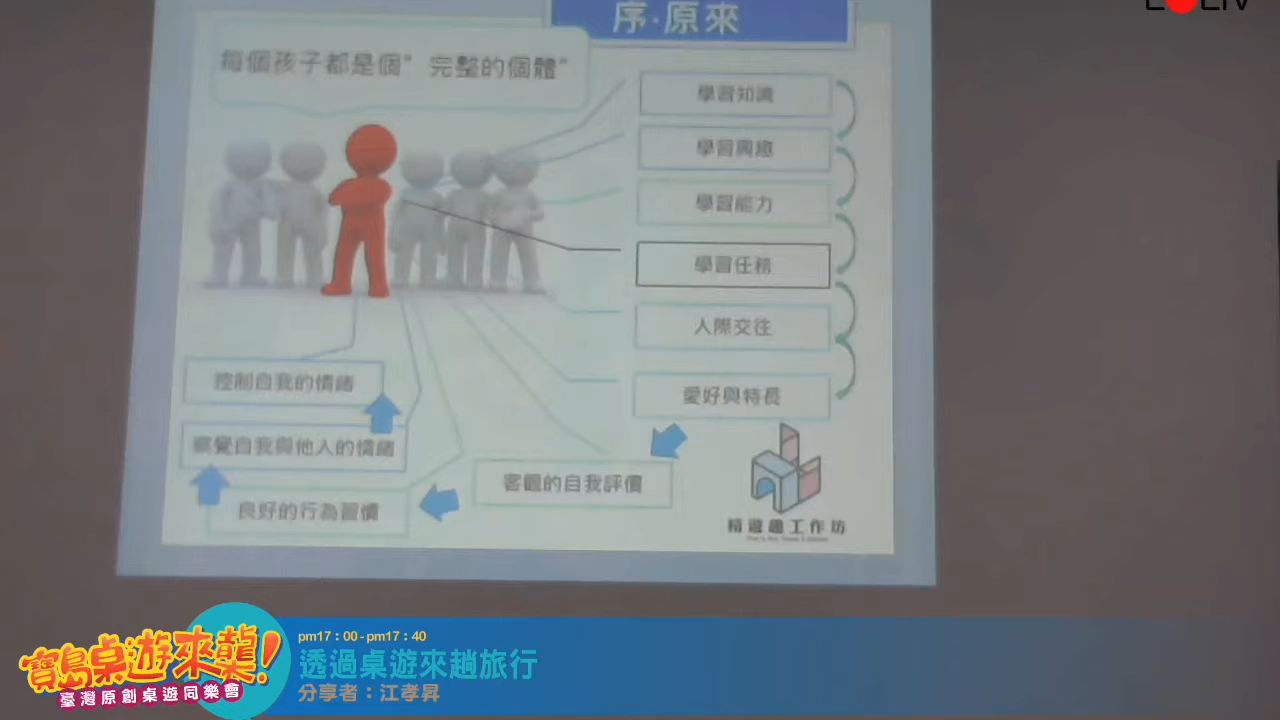 序·原來
每個孩子都是個"完整的個體"
學習知識
學習興趣
學習能力
學習任務
人際交往
愛好與特長
客觀的自我評價
良好的行為習慣
察覺自我與他人的情緒
控制自我的情緒
精遊趣工作坊
pm17:00-pm17:40
透過桌遊來趟旅行
分享者：江孝昇
寶島桌遊來襲!
臺灣原創桌遊同樂會